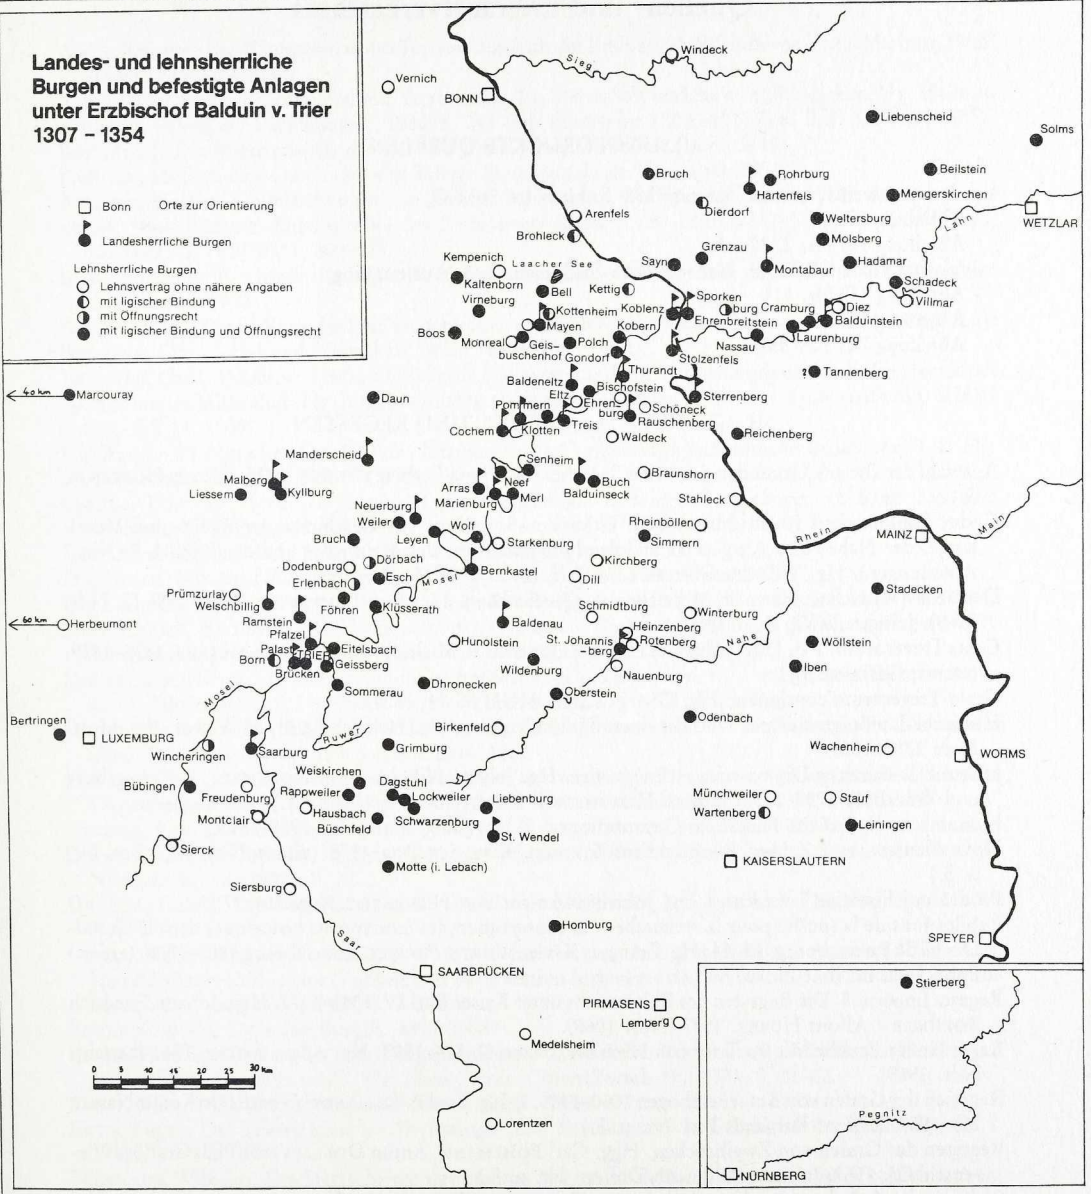 Landes- und lehnsherrliche
Burgen und befestigte Anlagen
unter Erzbischof Balduin v. Trier
1307 – 1354
Bonn Orte zur Orientierung
Landesherrliche Burgen
Lehnsherrliche Burgen
Lehnsvertrag ohne nähere Angaben
mit ligischer Bindung
mit Öffnungsrecht
mit ligischer Bindung und Öffnungsrecht
Windeck
Sieg
Vernich
BONN
Liebenscheid
Solms
Bruch
Rohrburg
Beilstein
Hartenfels
Mengerskirchen
Dierdorf
Arenfels
Weltersburg
Lahn
WETZLAR
Brohleck
Molsberg
Grenzau
Kempenich
Laacher See
Sayn
Montabaur
Hadamar
Kaltenborn
Bell
Kettig
Schadeck
Virneburg
Sporken
burg
Cramburg
Diez
Villmar
Kottenheim
Koblenz
Ehrenbreitstein
Balduinstein
Boos
Mayen
Kobern
Monreal
Geis-
buschenhof
Polch
Gondorf
Nassau
Laurenburg
Stolzenfels
Thurandt
? Tannenberg
40 km
Marcouray
Daun
Baldeneltz
Bischofstein
Eltz
Ehren-
burg
Sterrenberg
Pommern
Schöneck
Rauschenberg
Cochem
Klotten
Treis
Waldeck
Reichenberg
Manderscheid
Senheim
Malberg
Buch
Braunshorn
Liessem
Kyllburg
Arras
Neef
Balduinseck
Merl
Marienburg
Stahleck
Neuerburg
Weiler
Wolf
Rheinböllen
Rhein
MAINZ
Main
Bruch
Leyen
Starkenburg
Simmern
Dörbach
Dodenburg
Bernkastel
Kirchberg
Erlenbach
Esch
Mosel
Dill
Stadecken
Prümzurlay
Welschbillig
Föhren
Klüsserath
60 km
Herbeumont
Ramstein
Baldenau
Schmidtburg
Winterburg
Pfalzel
Heinzenberg
Nahe
Palast
TRIER
Eitelsbach
Hunolstein
St. Johannis
-berg
Rotenberg
Wöllstein
Born
Brücken
Geissberg
Wildenburg
Nauenburg
Iben
Mosel
Sommerau
Dhronecken
Oberstein
Bertringen
LUXEMBURG
Ruwer
Birkenfeld
Odenbach
Wincheringen
Saarburg
Grimburg
Wachenheim
WORMS
Weiskirchen
Bübingen
Dagstuhl
Freudenburg
Rappweiler
Lockweiler
Liebenburg
Münchweiler
Stauf
Montclair
Hausbach
Büschfeld
Schwarzenburg
Wartenberg
Leiningen
St. Wendel
Sierck
KAISERSLAUTERN
Motte (i. Lebach)
Siersburg
Homburg
SPEYER
Saar
SAARBRÜCKEN
Stierberg
PIRMASENS
Lemberg
Medelsheim
0 5 10 15 20 25 30 km
Lorentzen
Pegnitz
NÜRNBERG